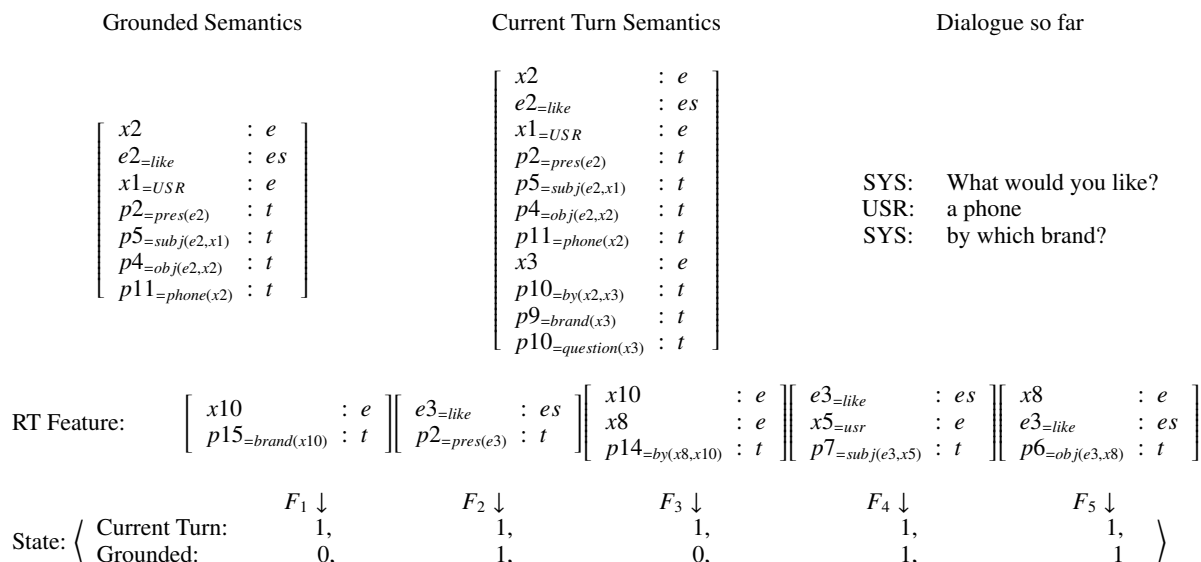 Grounded Semantics Current Turn Semantics Dialogue so far
x2 : e
e2=like : es
x1=USR : e
p2=pres(e2) : t
p5=subj(e2,x1) : t
p4=obj(e2,x2) : t
p11=phone(x2) : t
x2 : e
e2=like : es
x1=USR : e
p2=pres(e2) : t
p5=subj(e2,x1) : t
p4=obj(e2,x2) : t
p11=phone(x2) : t
x3 : e
p10=by(x2,x3) : t
p9=brand(x3) : t
p10=question(x3) : t
SYS: What would you like?
USR: a phone
SYS: by which brand?
RT Feature:
x10 : e
p15=brand(x10) : t
e3=like : es
p2=pres(e3) : t
x10 : e
x8 : e
p14=by(x8,x10) : t
e3=like : es
x5=usr : e
p7=subj(e3,x5) : t
x8 : e
e3=like : es
p6=obj(e3,x8) : t
F1 ↓ F2 ↓ F3 ↓ F4 ↓ F5 ↓
State: ⟨ Current Turn: 1, 1, 1, 1, 1, ⟩
Grounded: 0, 1, 0, 1, 1